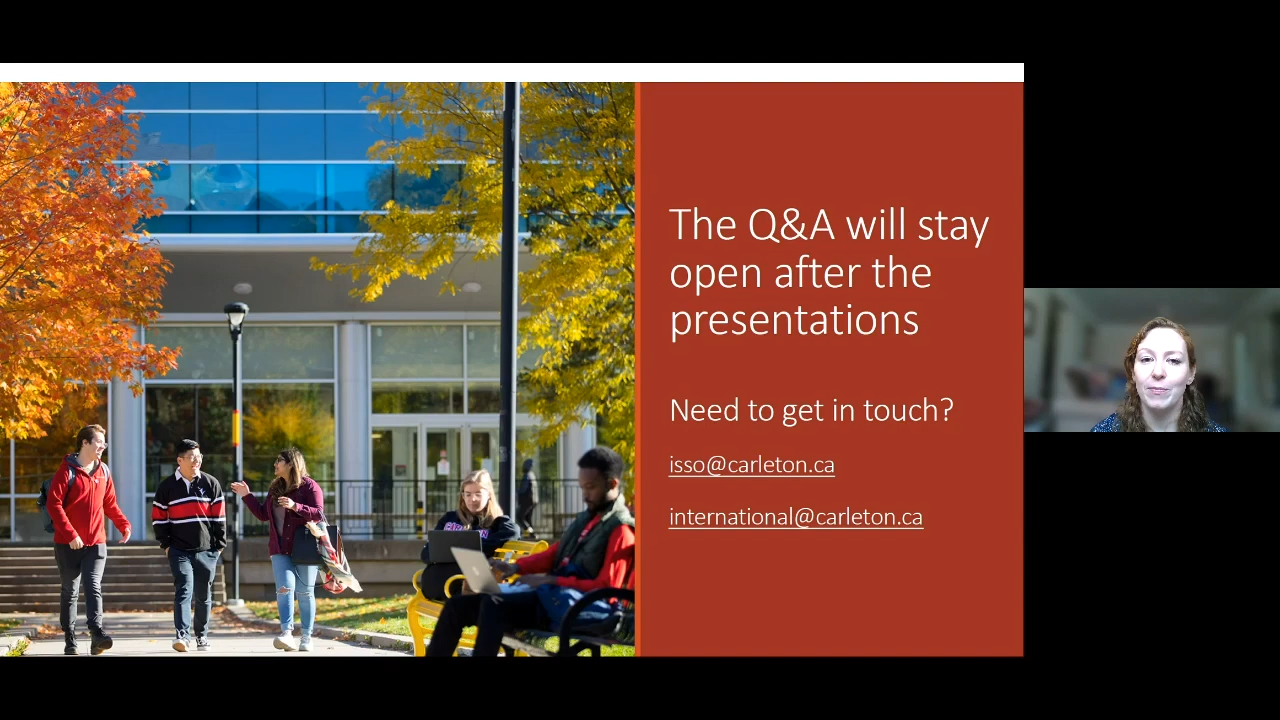 The Q&A will stay
open after the
presentations
Need to get in touch?
isso@carleton.ca
international@carleton.ca